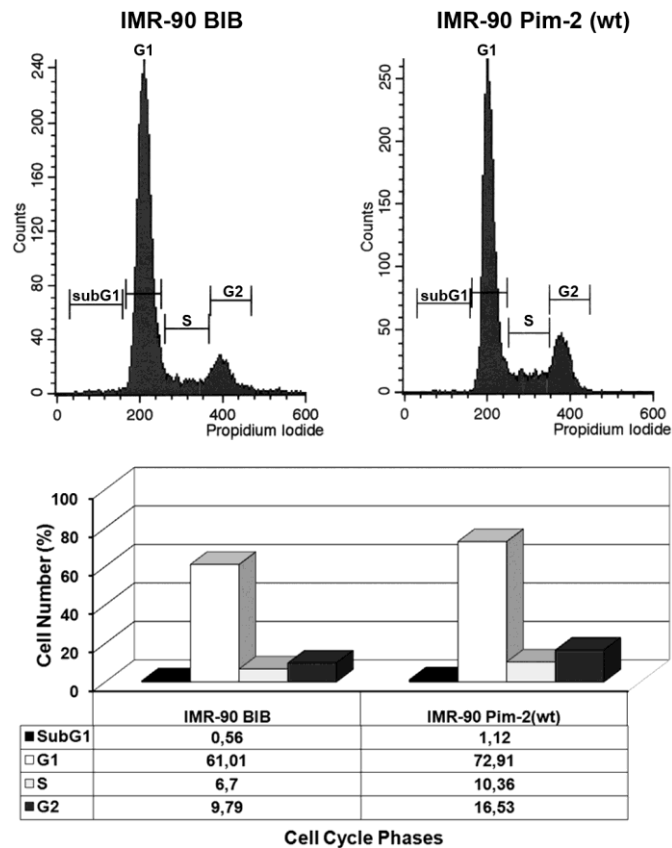 IMR-90 BIB
IMR-90 Pim-2 (wt)
G1
240
200
160
120
80
40
0
Counts
subG1
S
G2
0
200
400
600
Propidium Iodide
G1
250
200
150
100
50
0
Counts
subG1
S
G2
0
200
400
600
Propidium Iodide
Cell Number (%)
100
80
60
40
20
0
IMR-90 BIB IMR-90 Pim-2(wt)
SubG1 0,56 1,12
G1 61,01 72,91
S 6,7 10,36
G2 9,79 16,53
Cell Cycle Phases